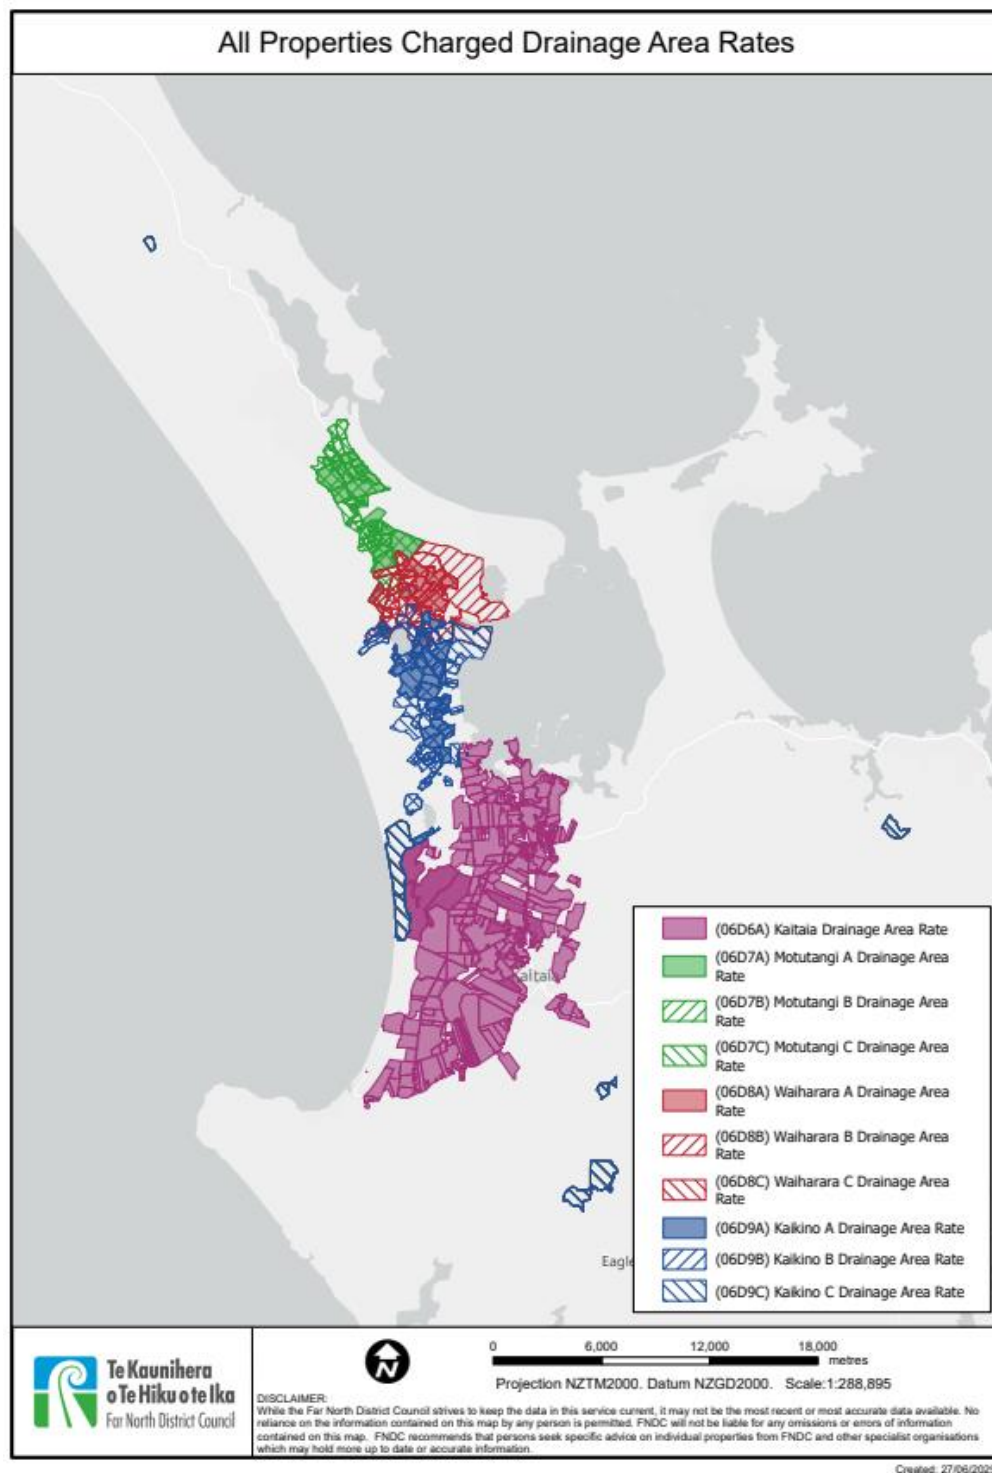 All Properties Charged Drainage Area Rates
Kaitaia
(06D6A) Kaitaia Drainage Area Rate
(06D7A) Motutangi A Drainage Area
Rate
(06D7B) Motutangi B Drainage Area
Rate
(06D7C) Motutangi C Drainage Area
Rate
(06D8A) Waiharara A Drainage Area
Rate
(06D8B) Waiharara B Drainage Area
Rate
(06D8C) Waiharara C Drainage Area
Rate
(06D9A) Kaikino A Drainage Area Rate
(06D9B) Kaikino B Drainage Area Rate
(06D9C) Kaikino C Drainage Area Rate
Eagle
Te Kaunihera
o Te Hiku o te Ika
Far North District Council
N
0 6,000 12,000 18,000
metres
Projection NZTM2000. Datum NZGD2000. Scale:1:288,895
DISCLAIMER:
While the Far North District Council strives to keep the data in this service current, it may not be the most recent or most accurate data available. No
reliance on the information contained on this map by any person is permitted. FNDC will not be liable for any omissions or errors of information
contained on this map. FNDC recommends that persons seek specific advice on individual properties from FNDC and other specialist organisations
which may hold more up to date or accurate information.
Created: 27/06/2025